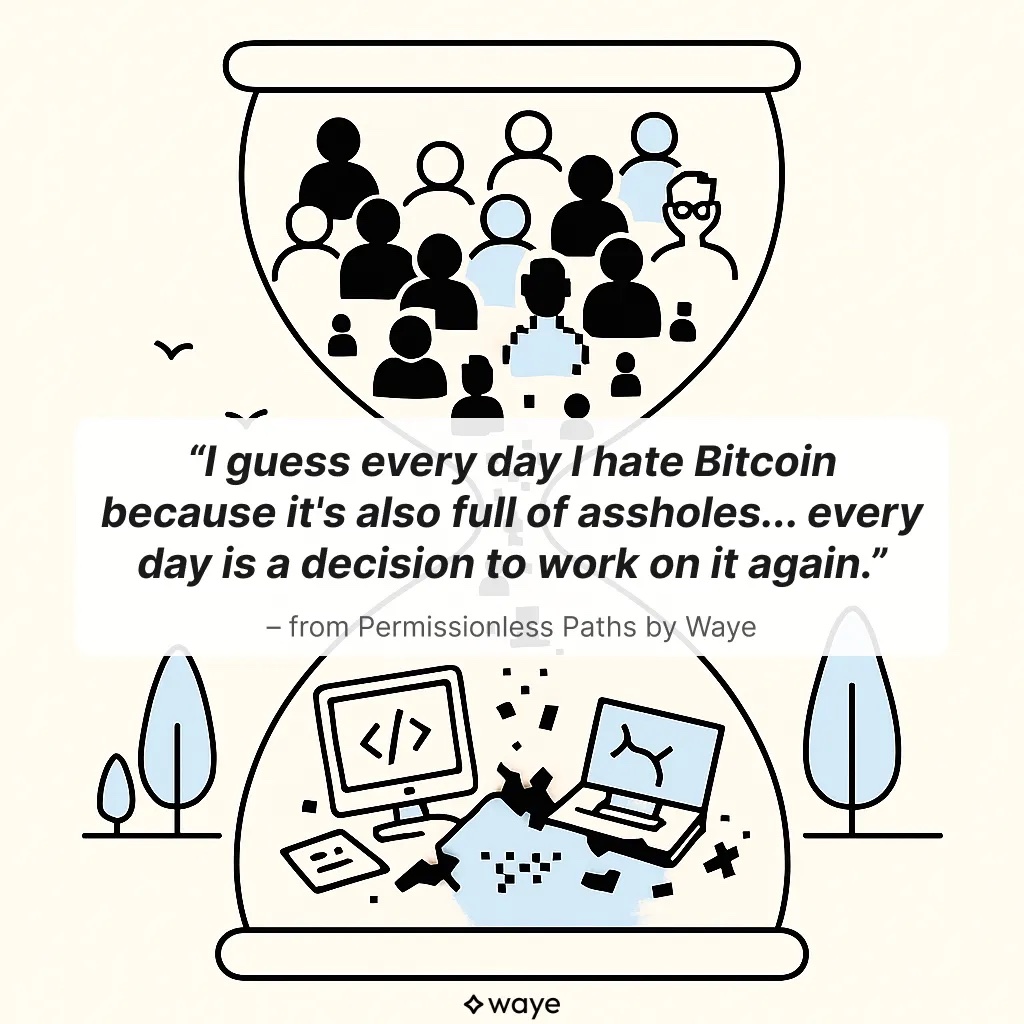 “I guess every day I hate Bitcoin
because it's also full of assholes... every
day is a decision to work on it again.”
– from Permissionless Paths by Waye
</>
waye